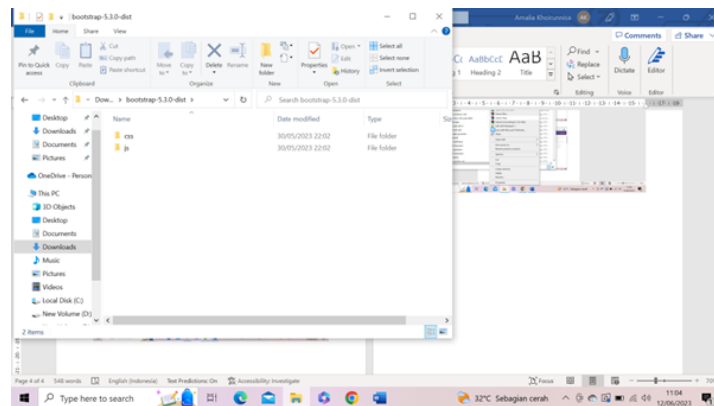 bootstrap-5.3.0-dist
Amalia Khoirunnisa AK
File Home Share View
Comments Share
Pin to Quick access
Copy
Paste
Cut
Copy path
Paste shortcut
Move to
Copy to
Delete
Rename
New folder
Properties
Open
Edit
History
Select all
Select none
Invert selection
Clipboard Organize New Open Select
AaBbCcC AaB
Heading 2 Title
Find
Replace
Select
Dictate
Editor
Editing Voice Editor
Dow... > bootstrap-5.3.0-dist >
Search bootstrap-5.3.0-dist
Name Date modified Type
css 30/05/2023 22:02 File folder
js 30/05/2023 22:02 File folder
Desktop
Downloads
Documents
Pictures
OneDrive - Person
This PC
3D Objects
Desktop
Documents
Downloads
Music
Pictures
Videos
Local Disk (C:)
New Volume (D:)
2 items
Page 4 of 4 548 words English (Indonesia) Text Predictions: On Accessibility: Investigate Focus
Type here to search
32°C Sebagian cerah
11:04
12/06/2023